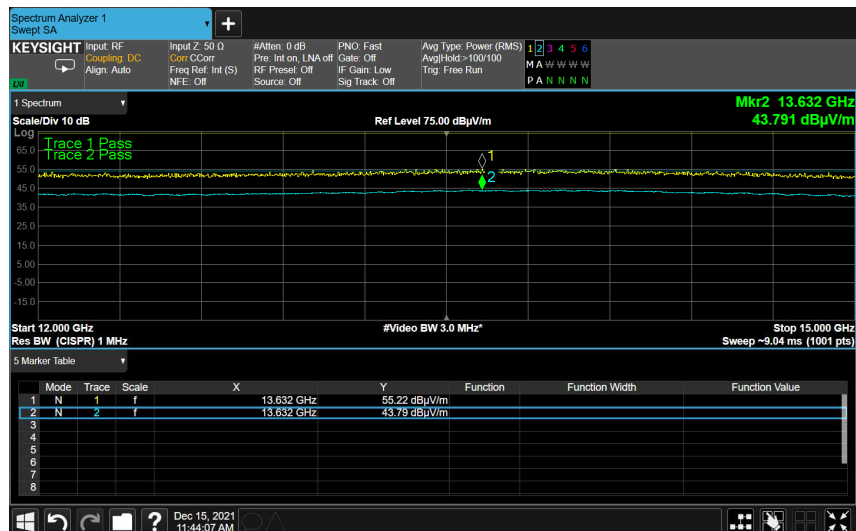 Spectrum Analyzer 1
Swept SA
+
KEYSIGHT
Input: RF
Coupling: DC
Align: Auto
Input Z: 50 Ω
Corr CCorr
Freq Ref: Int (S)
NFE: Off
#Atten: 0 dB
Pre: Int on, LNA off
RF Presel: Off
Source: Off
PNO: Fast
Gate: Off
IF Gain: Low
Sig Track: Off
Avg Type: Power (RMS)
Avg|Hold:>100/100
Trig: Free Run
1 2 3 4 5 6
M A W W W W
P A N N N N
LXI
1 Spectrum
Scale/Div 10 dB
Ref Level 75.00 dBµV/m
Mkr2 13.632 GHz
43.791 dBµV/m
Log
Trace 1 Pass
Trace 2 Pass
65.0
55.0
45.0
35.0
25.0
15.0
5.00
-5.00
-15.0
1
2
Start 12.000 GHz
Res BW (CISPR) 1 MHz
#Video BW 3.0 MHz*
Stop 15.000 GHz
Sweep ~9.04 ms (1001 pts)
5 Marker Table
Mode Trace Scale X Y Function Function Width Function Value
1 N 1 f 13.632 GHz 55.22 dBµV/m
2 N 2 f 13.632 GHz 43.79 dBµV/m
3
4
5
6
7
8
?
Dec 15, 2021
11:44:07 AM